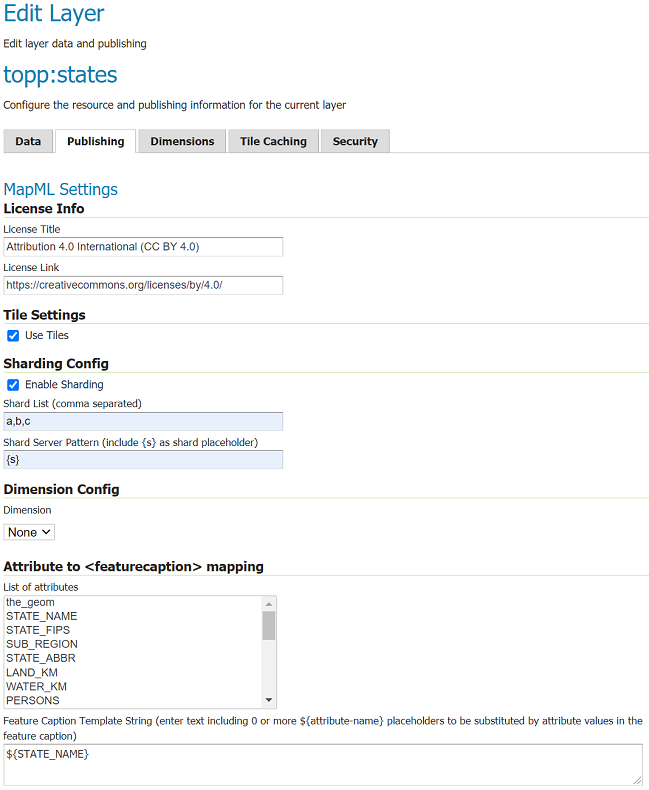 Edit Layer
Edit layer data and publishing
topp:states
Configure the resource and publishing information for the current layer
Data Publishing Dimensions Tile Caching Security
MapML Settings
License Info
License Title
Attribution 4.0 International (CC BY 4.0)
License Link
https://creativecommons.org/licenses/by/4.0/
Tile Settings
Use Tiles
Sharding Config
Enable Sharding
Shard List (comma separated)
a,b,c
Shard Server Pattern (include {s} as shard placeholder)
{s}
Dimension Config
Dimension
None
Attribute to <featurecaption> mapping
List of attributes
the_geom
STATE_NAME
STATE_FIPS
SUB_REGION
STATE_ABBR
LAND_KM
WATER_KM
PERSONS
Feature Caption Template String (enter text including 0 or more ${attribute-name} placeholders to be substituted by attribute values in the
feature caption)
${STATE_NAME}